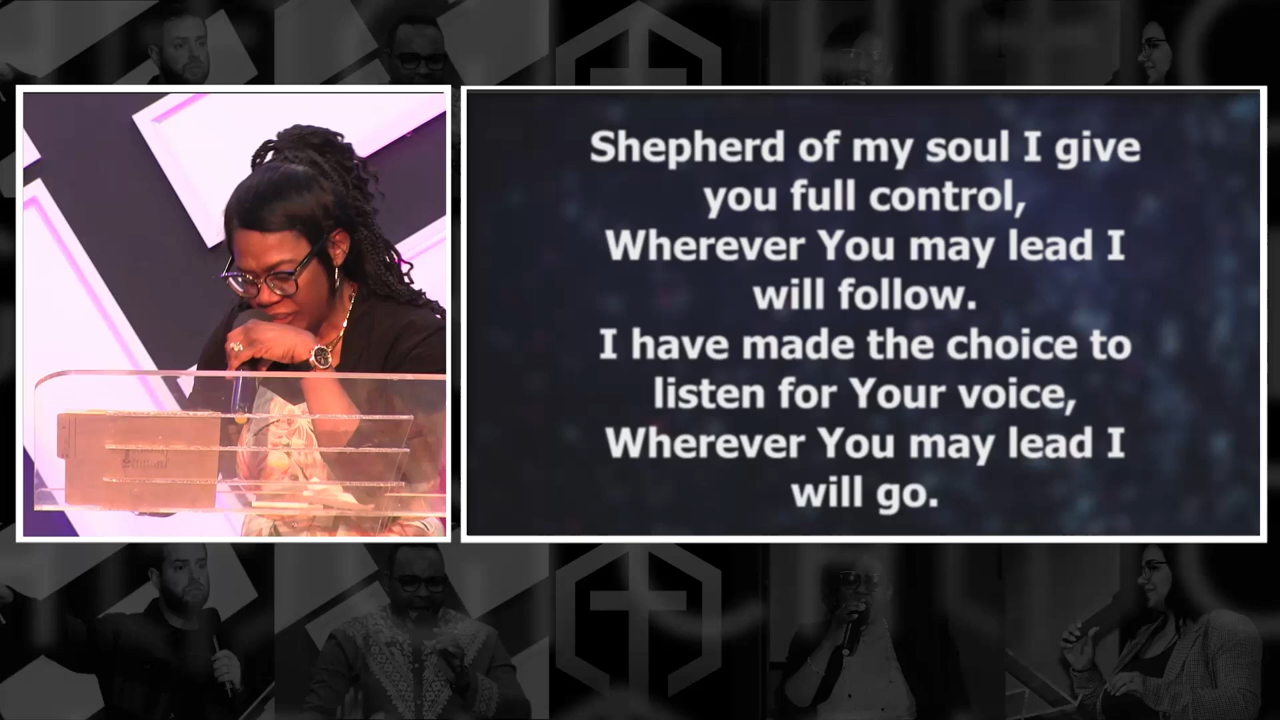 Shepherd of my soul I give
you full control,
Wherever You may lead I
will follow.
I have made the choice to
listen for Your voice,
Wherever You may lead I
will go.